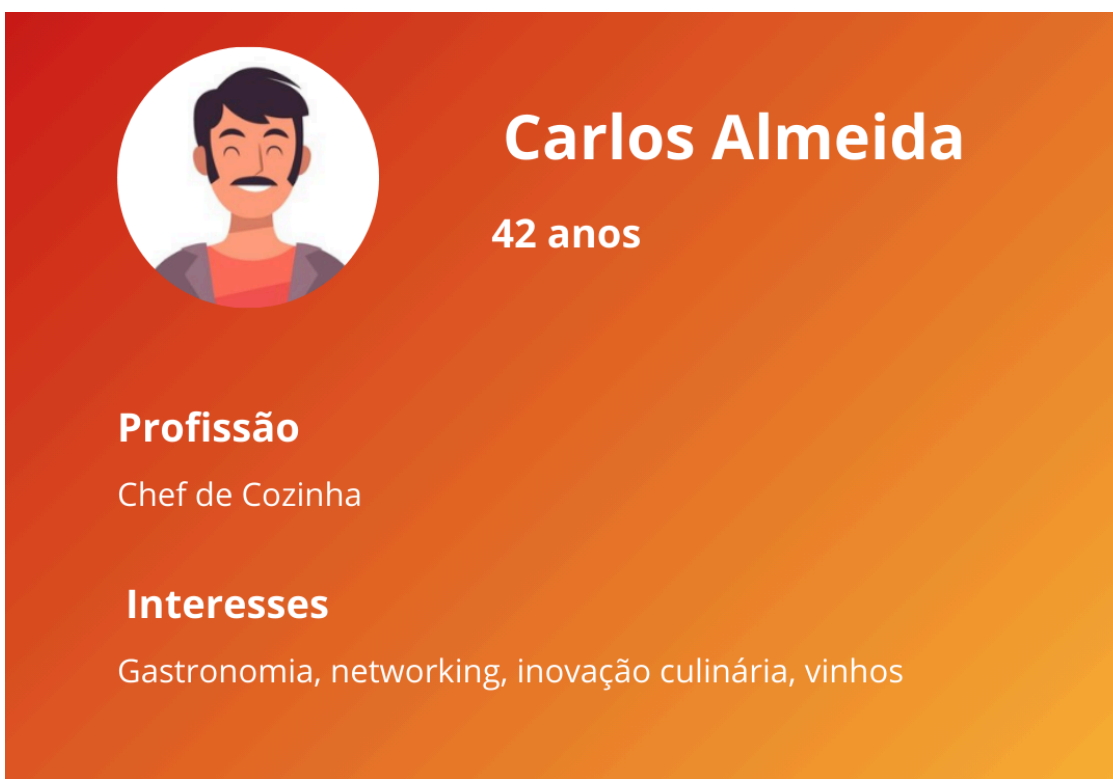 Carlos Almeida
42 anos
Profissão
Chef de Cozinha
Interesses
Gastronomia, networking, inovação culinária, vinhos